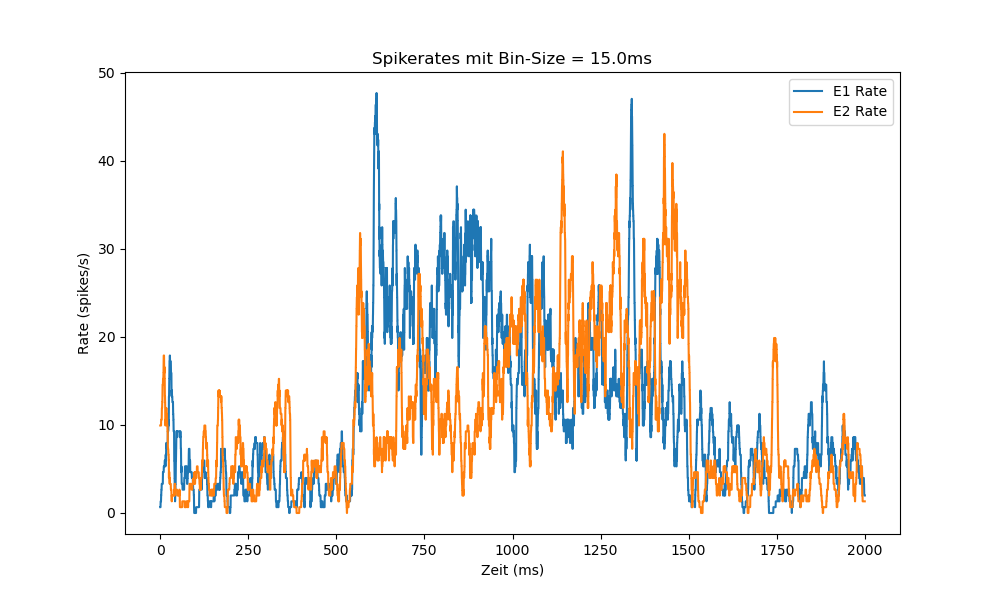 Spikerates mit Bin-Size = 15.0ms
E1 Rate
E2 Rate
Rate (spikes/s)
50
40
30
20
10
0
0 250 500 750 1000 1250 1500 1750 2000
Zeit (ms)